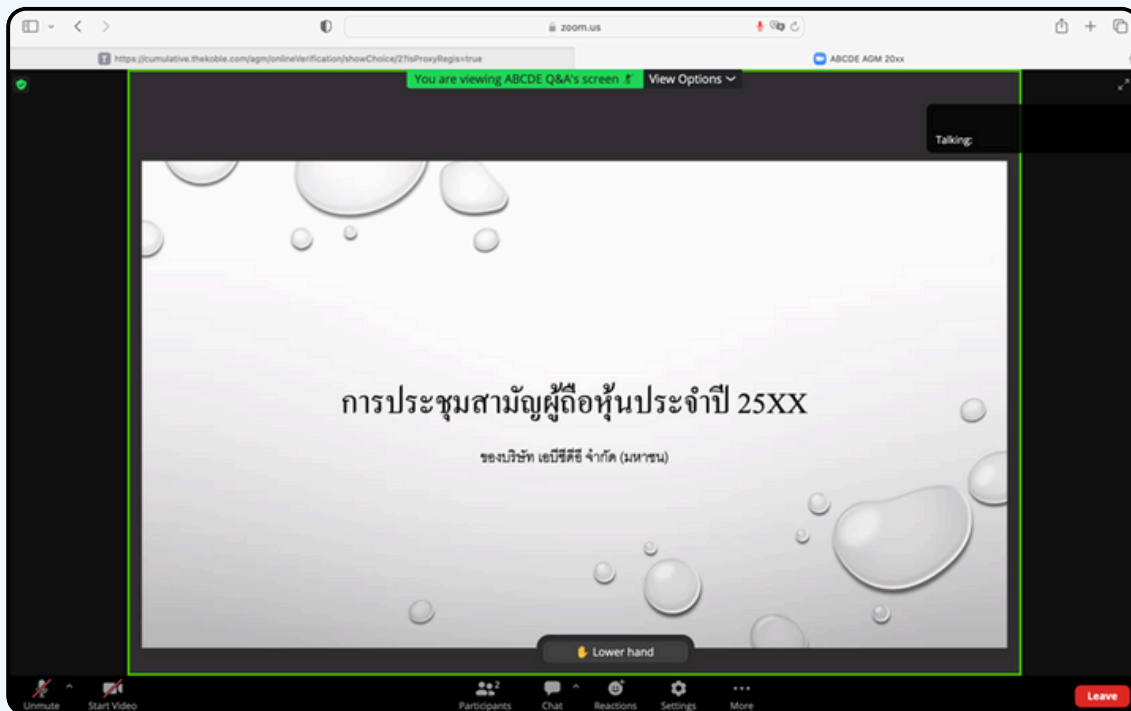 zoom.us
https://cumulative.thekoble.com/agm/onlineVerification/showChoice/2?isProxyRegis=true
ABCDE AGM 20xx
You are viewing ABCDE Q&A's screen
View Options
Talking:
การประชุมสามัญผู้ถือหุ้นประจำปี 25XX
ของบริษัท เอบีซีดีอี จำกัด (มหาชน)
Lower hand
2
Unmute
Start Video
Participants
Chat
Reactions
Settings
More
Leave